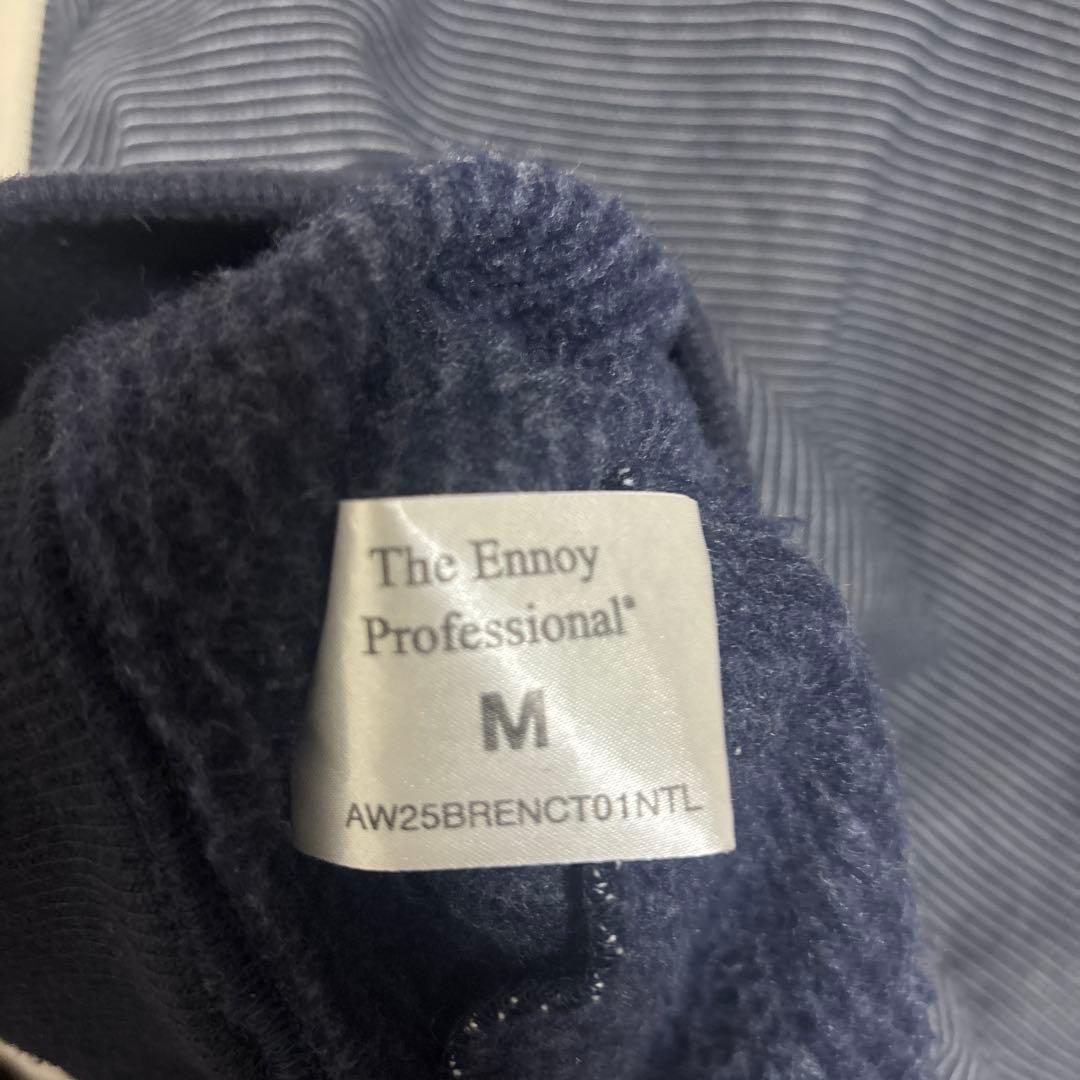 The Ennoy
Professional®
M
AW25BRENCT01NTL